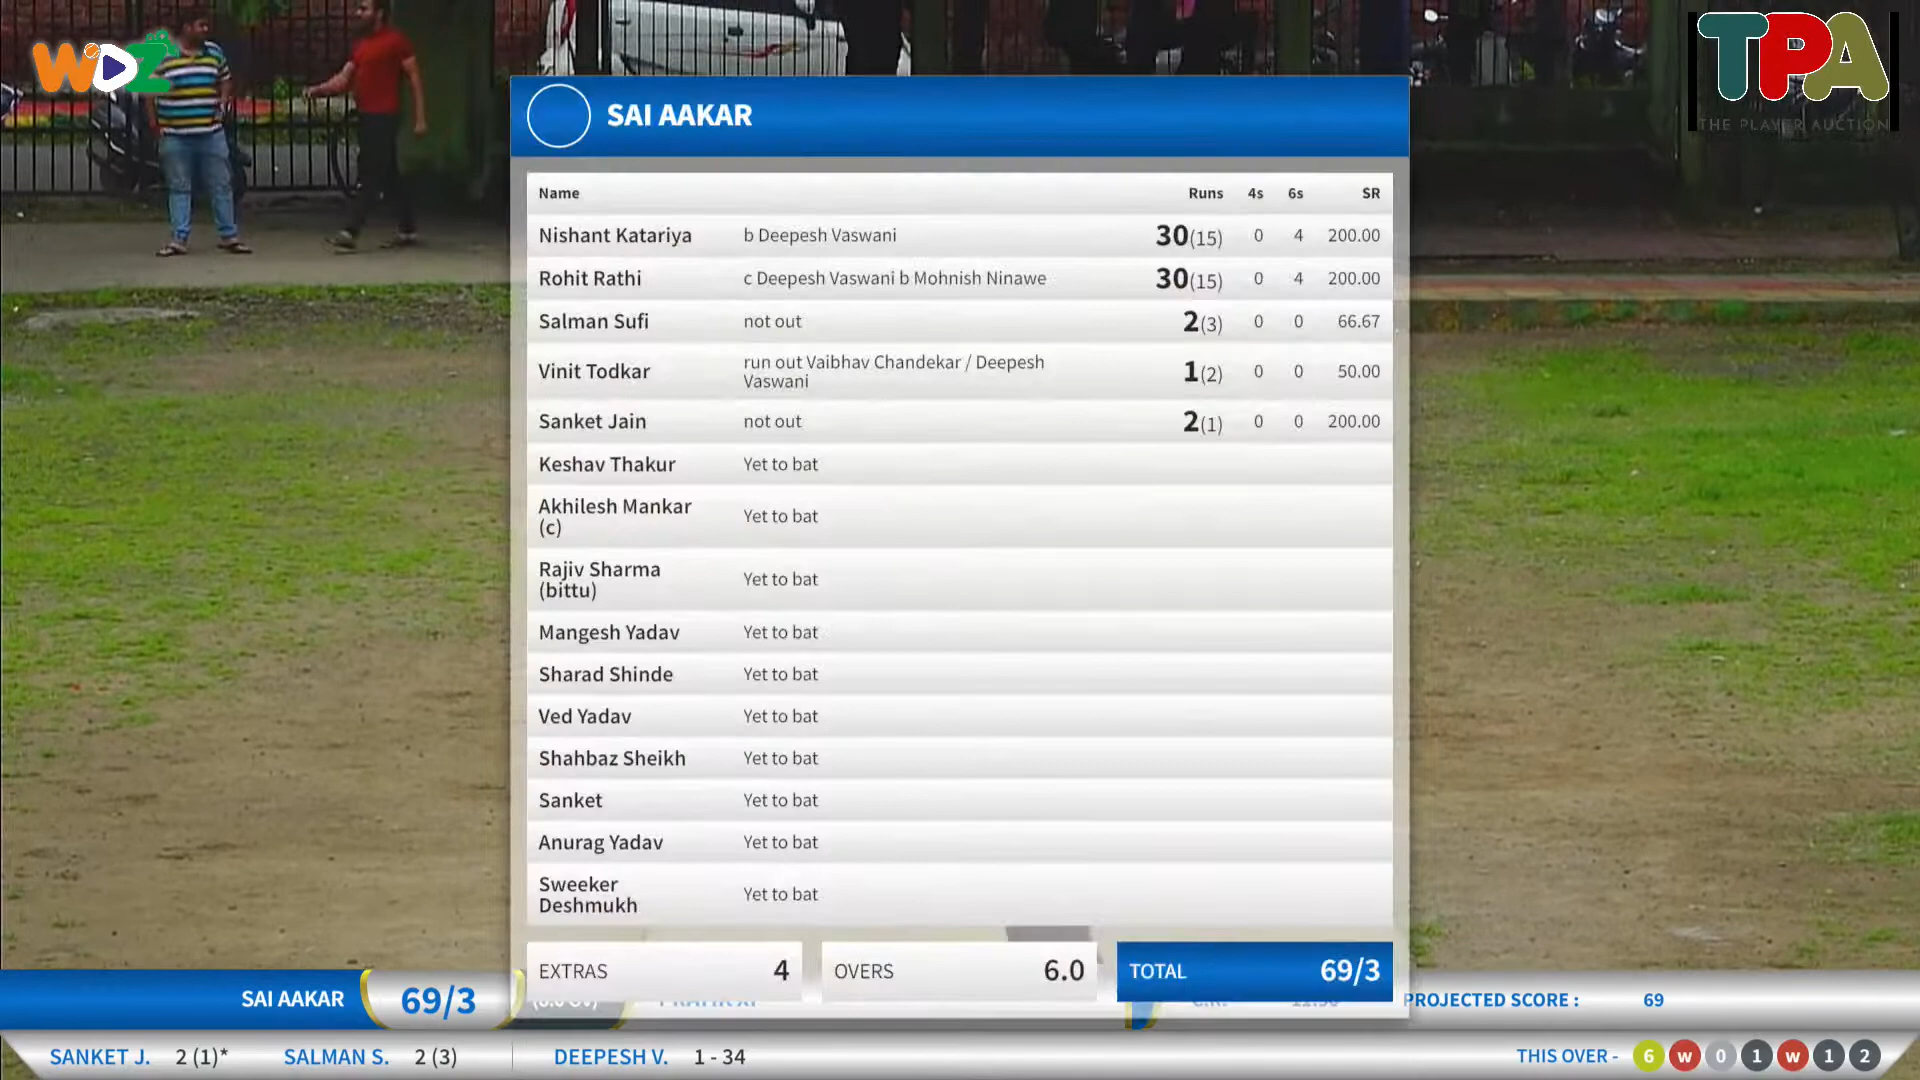 WDZ
TPA
THE PLAYER AUCTION
SAI AAKAR
Name Runs 4s 6s SR
Nishant Katariya b Deepesh Vaswani 30(15) 0 4 200.00
Rohit Rathi c Deepesh Vaswani b Mohnish Ninawe 30(15) 0 4 200.00
Salman Sufi not out 2(3) 0 0 66.67
Vinit Todkar run out Vaibhav Chandekar / Deepesh
Vaswani 1(2) 0 0 50.00
Sanket Jain not out 2(1) 0 0 200.00
Keshav Thakur Yet to bat
Akhilesh Mankar
(c) Yet to bat
Rajiv Sharma
(bittu) Yet to bat
Mangesh Yadav Yet to bat
Sharad Shinde Yet to bat
Ved Yadav Yet to bat
Shahbaz Sheikh Yet to bat
Sanket Yet to bat
Anurag Yadav Yet to bat
Sweeker
Deshmukh Yet to bat
EXTRAS 4 OVERS 6.0 TOTAL 69/3
SAI AAKAR 69/3 PROJECTED SCORE : 69
SANKET J. 2 (1)* SALMAN S. 2 (3) DEEPESH V. 1 - 34 THIS OVER - 6 W 0 1 W 1 2